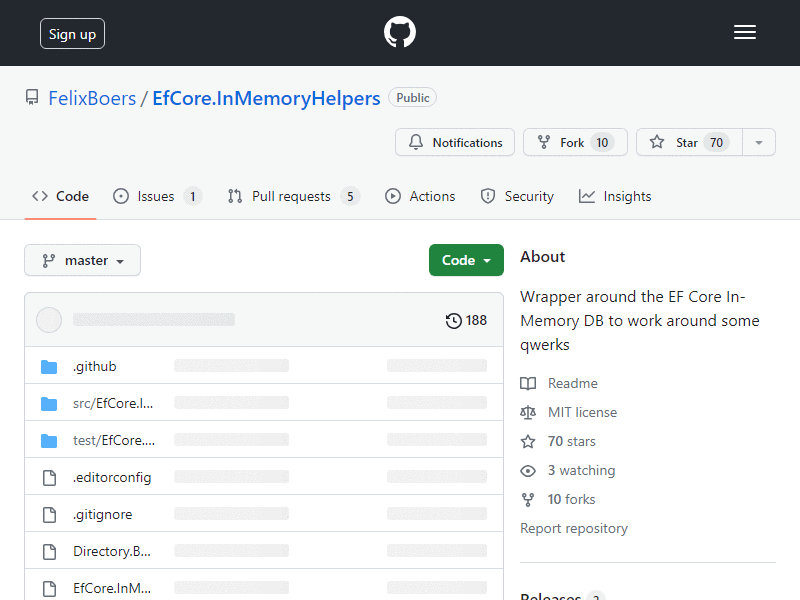 Sign up
FelixBoers / EfCore.InMemoryHelpers Public
Notifications Fork 10 Star 70
Code Issues 1 Pull requests 5 Actions Security Insights
master Code
188
.github
src/EfCore.I...
test/EfCore....
.editorconfig
.gitignore
Directory.B...
EfCore.InM...
About
Wrapper around the EF Core In-
Memory DB to work around some
qwerks
Readme
MIT license
70 stars
3 watching
10 forks
Report repository
Releases 2